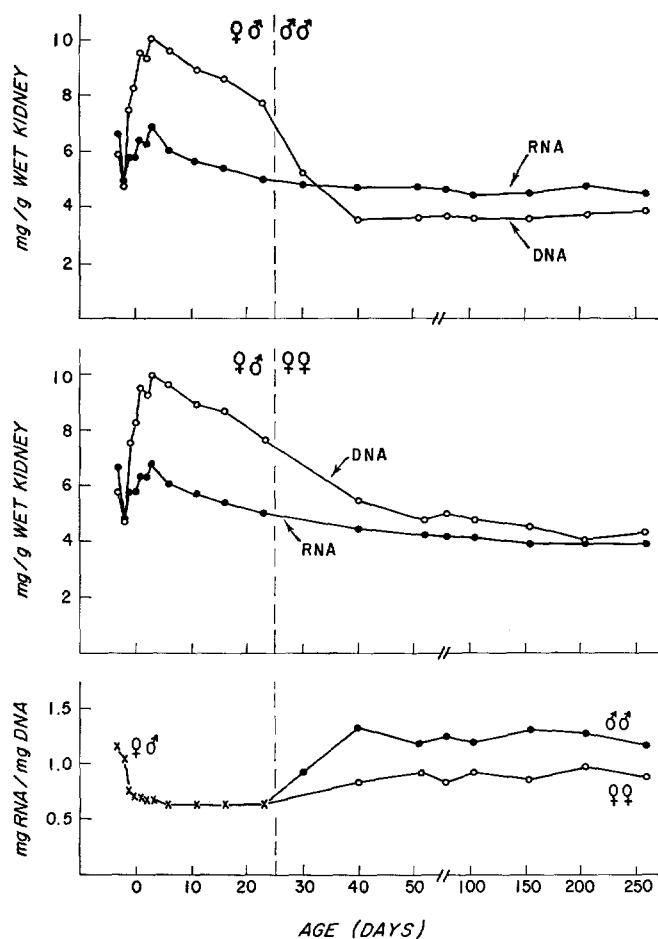 mg/g WET KIDNEY
10
8
6
4
2
♀♂ ♂♂
RNA
DNA
mg/g WET KIDNEY
10
8
6
4
2
♀♂ ♀♀
DNA
RNA
mg RNA/mg DNA
1.5
1.0
0.5
♀♂
♂♂
♀♀
0 10 20 30 40 50 100 150 200 250
AGE (DAYS)